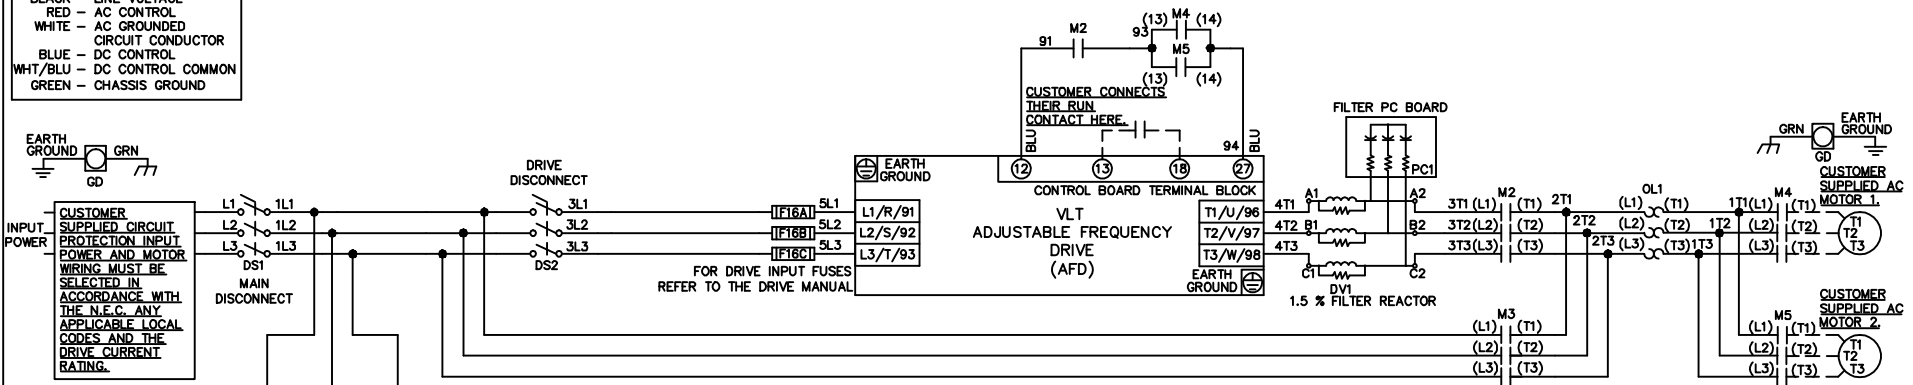 BLACK – LINE VOLTAGE
RED – AC CONTROL
WHITE – AC GROUNDED
CIRCUIT CONDUCTOR
BLUE – DC CONTROL
WHT/BLU – DC CONTROL COMMON
GREEN – CHASSIS GROUND
EARTH
GROUND
GRN
GD
INPUT
POWER
CUSTOMER
SUPPLIED CIRCUIT
PROTECTION INPUT
POWER AND MOTOR
WIRING MUST BE
SELECTED IN
ACCORDANCE WITH
THE N.E.C. ANY
APPLICABLE LOCAL
CODES AND THE
DRIVE CURRENT
RATING.
L1 1L1
L2 1L2
L3 1L3
DS1
MAIN
DISCONNECT
DRIVE
DISCONNECT
3L1
3L2
3L3
DS2
F16A 5L1
F16B 5L2
F16C 5L3
FOR DRIVE INPUT FUSES
REFER TO THE DRIVE MANUAL
91 M2 93
(13) M4 (14)
M5
(13) (14)
CUSTOMER CONNECTS
THEIR RUN
CONTACT HERE.
BLU
94 BLU
EARTH
GROUND
12 13 18 27
CONTROL BOARD TERMINAL BLOCK
L1/R/91
L2/S/92
L3/T/93
VLT
ADJUSTABLE FREQUENCY
DRIVE
(AFD)
T1/U/96
T2/V/97
T3/W/98
EARTH
GROUND
FILTER PC BOARD
PC1
4T1 A1 A2
4T2 B1 B2
4T3 C1 C2
DV1
1.5 % FILTER REACTOR
M2
3T1 (L1) (T1) 2T1
3T2 (L2) (T2) 2T2
3T3 (L3) (T3) 2T3
M3
(L1) (T1)
(L2) (T2)
(L3) (T3)
OL1
(L1) (T1) 1T1
(L2) (T2) 1T2
(L3) (T3) 1T3
GRN
GD
EARTH
GROUND
CUSTOMER
SUPPLIED AC
MOTOR 1.
M4
(L1) (T1) T1
(L2) (T2) T2
(L3) (T3) T3
CUSTOMER
SUPPLIED AC
MOTOR 2.
M5
(L1) (T1) T1
(L2) (T2) T2
(L3) (T3) T3